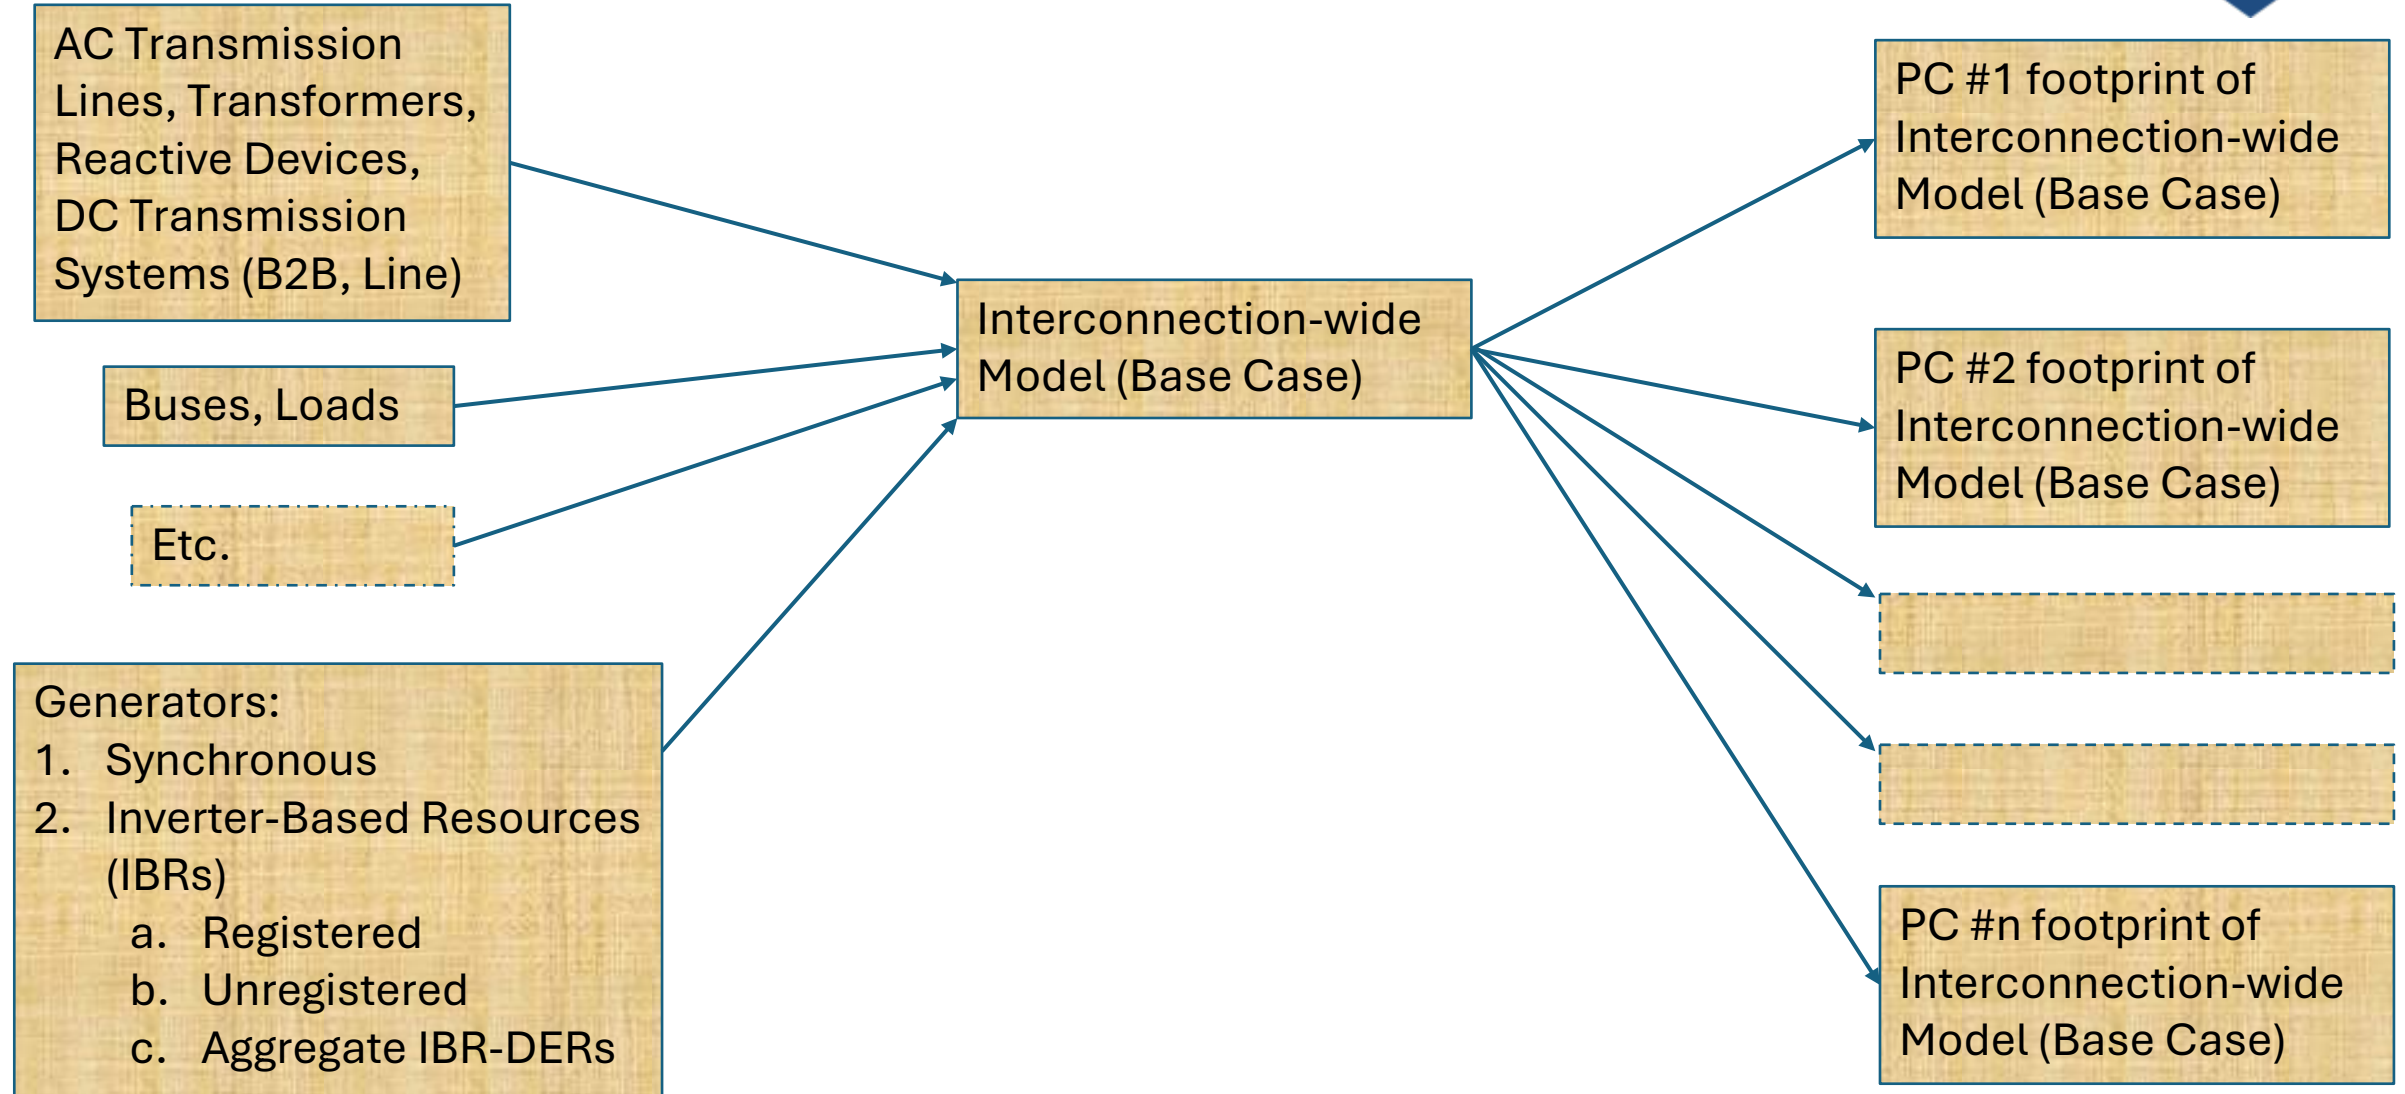 AC Transmission
Lines, Transformers,
Reactive Devices,
DC Transmission
Systems (B2B, Line)
Buses, Loads
Etc.
Generators:
1. Synchronous
2. Inverter-Based Resources
(IBRs)
a. Registered
b. Unregistered
c. Aggregate IBR-DERs
Interconnection-wide
Model (Base Case)
PC #1 footprint of
Interconnection-wide
Model (Base Case)
PC #2 footprint of
Interconnection-wide
Model (Base Case)
PC #n footprint of
Interconnection-wide
Model (Base Case)